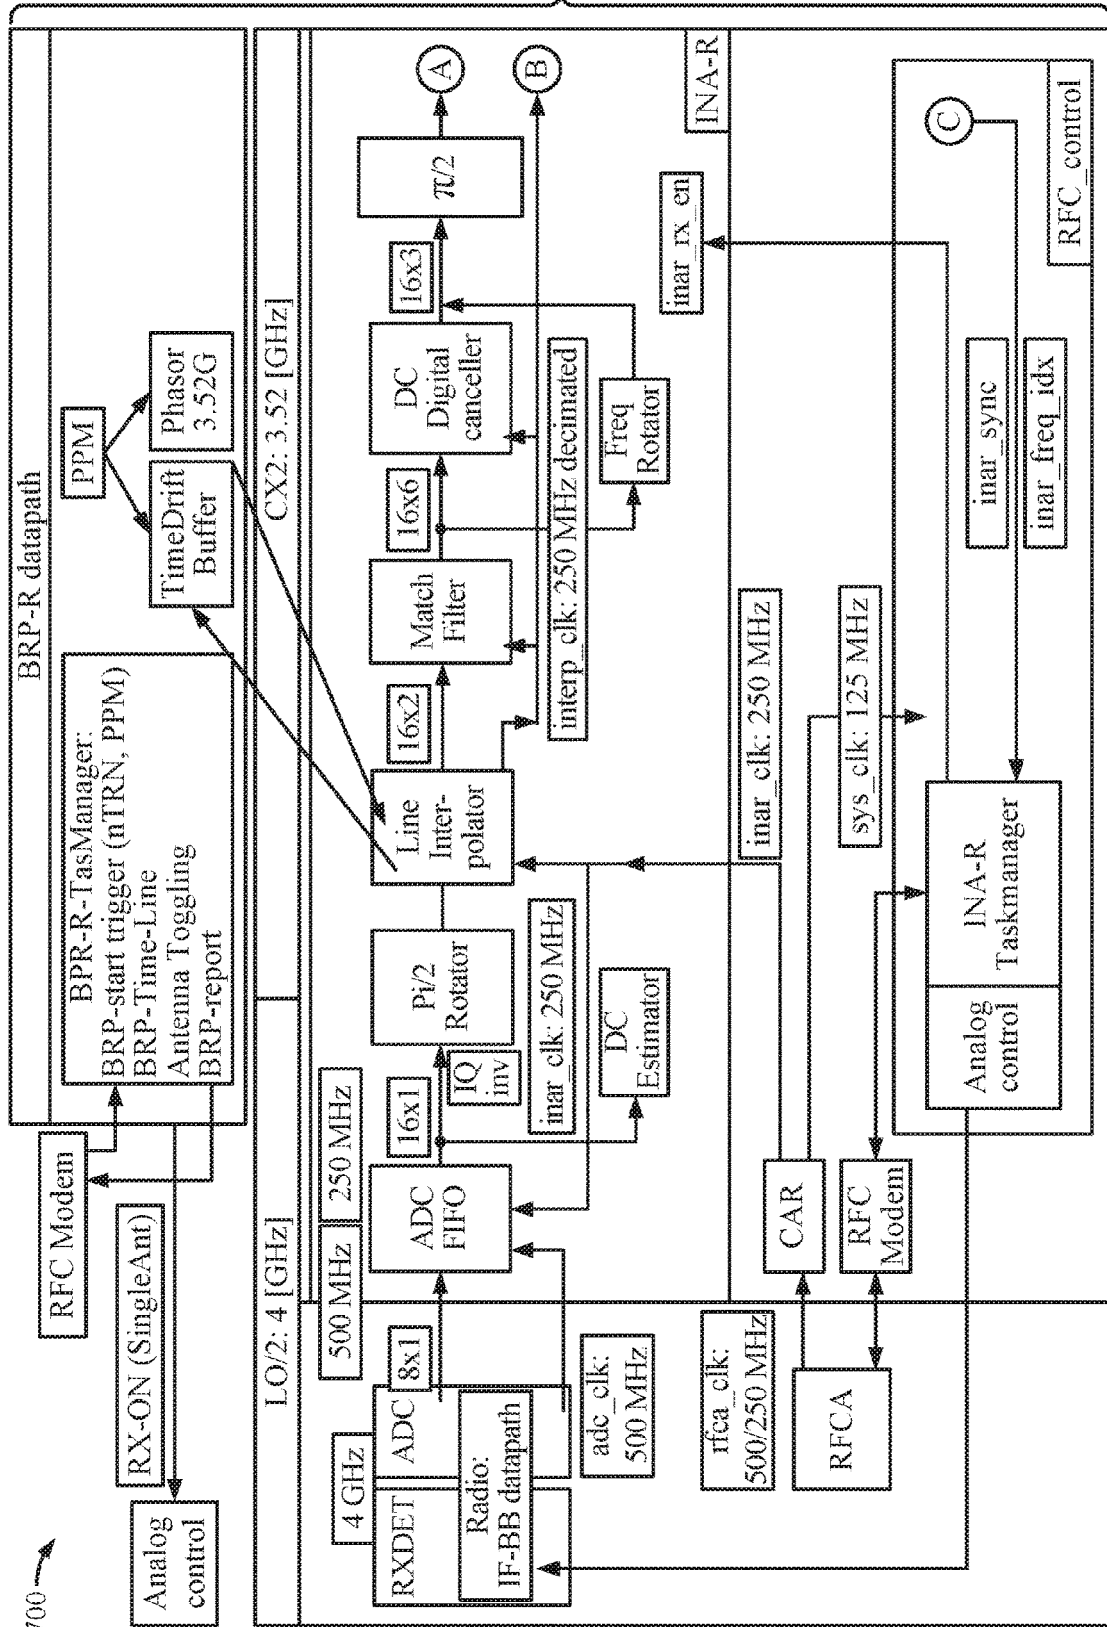 700
BRP-R datapath
RFC Modem
RX-ON (SingleAnt)
Analog
control
BPR-R-TasManager:
BRP-start trigger (nTRN, PPM)
BRP-Time-Line
Antenna Toggling
BRP-report
PPM
TimeDrift
Buffer
Phasor
3.52G
LO/2: 4 [GHz]
CX2: 3.52 [GHz]
4 GHz
500 MHz
250 MHz
RXDET
ADC
8x1
Radio:
IF-BB datapath
adc_clk:
500 MHz
ADC
FIFO
16x1
IQ
inv
Pi/2
Rotator
inar_clk: 250 MHz
DC
Estimator
Line
Inter-
polator
16x2
Match
Filter
16x6
DC
Digital
canceller
16x3
π/2
A
B
interp_clk: 250 MHz decimated
Freq
Rotator
INA-R
inar_rx_en
rfca_clk:
500/250 MHz
RFCA
CAR
RFC
Modem
inar_clk: 250 MHz
sys_clk: 125 MHz
Analog
control
INA-R
Taskmanager
inar_sync
inar_freq_idx
C
RFC_control